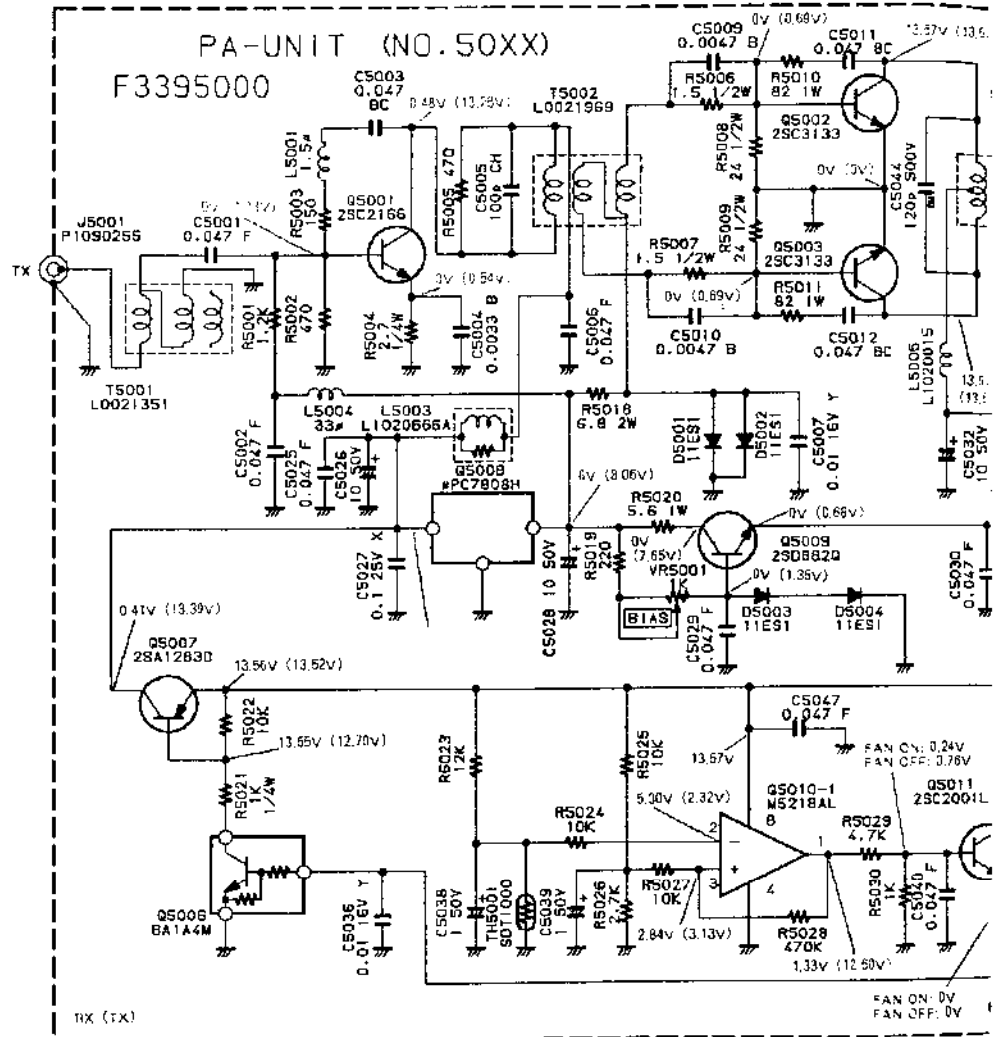 PA-UNIT (NO.50XX)
F3395000
C5003
0.047
BC
0.48V (13.28V)
T5002
L0021969
C5009
0.0047 B
0V (0.69V)
C5011
0.047 BC
R5006
1.5 1/2W
R5010
82 1W
Q5002
2SC3133
L5001
1.5μ
R5003
150
Q5001
2SC2166
R5005 470
C5005
100p CH
R5008
24 1/2W
0V (0V)
C5044
120p 500V
J5001
P1090256
C5001
0.047 F
R5009
24 1/2W
R5007
1.5 1/2W
Q5003
2SC3133
TX
0V (0.54V)
0V (0.69V)
R5011
82 1W
R5001
1.2K
R5002
470
R5004
2.7
1/4W
C5004
0.0033 B
C5006
0.047 F
C5010
0.0047 B
C5012
0.047 BC
L5005
L1020015
T5001
L0021351
L5004
33μ
L5003
L1020666A
R5018
6.8 2W
D5001
11ES1
D5002
11ES1
C5007
0.01 16V Y
C5032
10 50V
C5002
0.047 F
C5025
0.047 F
C5026
10 50V
Q5008
μPC7808H
6V (8.06V)
R5020
5.6 1W
0V (0.68V)
Q5009
2SD882Q
0V
(7.65V)
R5019
220
VR5001
1K
0V (1.35V)
C5027
0.1 25V X
C5028 10 50V
BIAS
C5029
0.047 F
D5003
11ES1
D5004
11ES1
C5030
0.047 F
0.41V (13.39V)
Q5007
2SA1283D
13.56V (13.52V)
R5022
10K
13.55V (12.70V)
R5021
1K
1/4W
R5023
12K
R5025
10K
13.67V
C5047
0.047 F
FAN ON: 0.24V
FAN OFF: 0.76V
Q5011
2SC2001L
R5024
10K
5.30V (2.32V)
Q5010-1
M5218AL
8
2
1
3
4
R5029
4.7K
R5027
10K
R5026
2.7K
R5030
1K
C5040
0.047 F
Q5006
BA1A4M
C5036
0.01 16V Y
C5038
1 50V
TH5001
SDT1000
C5039
1 50V
2.84V (3.13V)
R5028
470K
1.33V (12.60V)
FAN ON: 0V
FAN OFF: 0V
RX (TX)